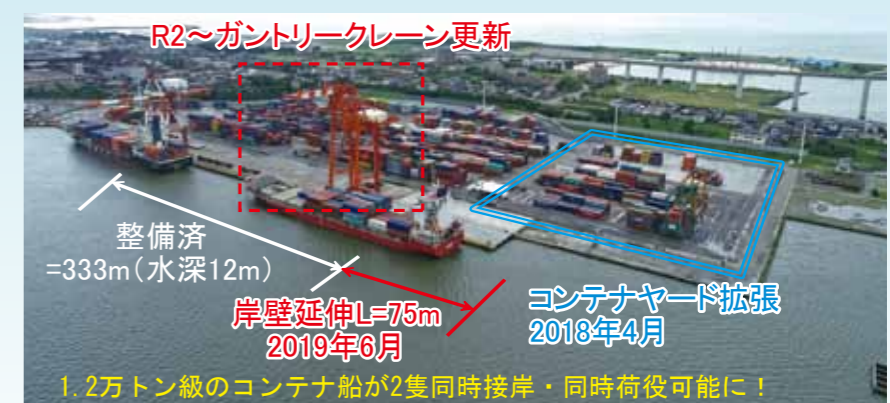 R2～ガントリークレーン更新
整備済
=333m（水深12m）
岸壁延伸L=75m
2019年6月
コンテナヤード拡張
2018年4月
1.2万トン級のコンテナ船が2隻同時接岸・同時荷役可能に！